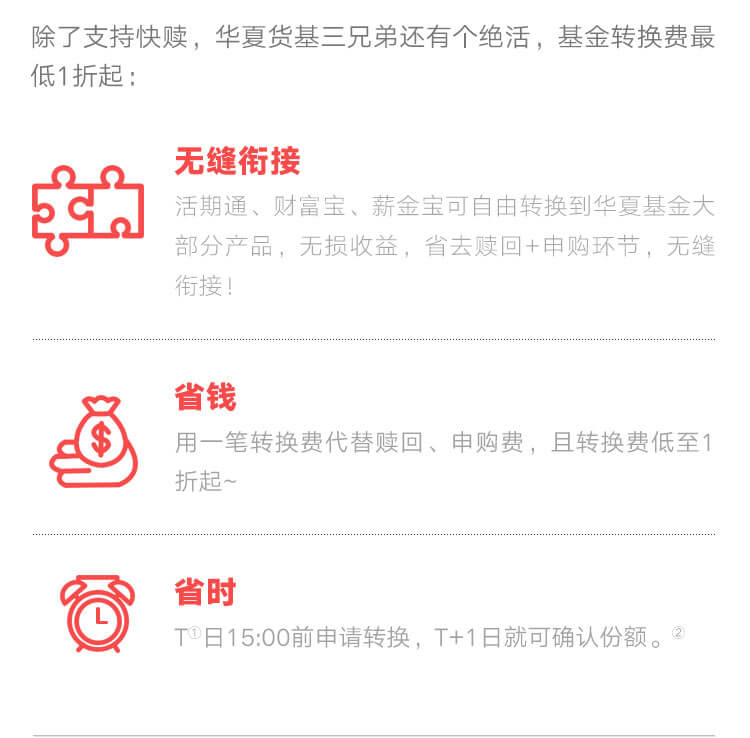 除了支持快赎，华夏货基三兄弟还有个绝活，基金转换费最
低1折起：
无缝衔接
活期通、财富宝、薪金宝可自由转换到华夏基金大
部分产品，无损收益，省去赎回+申购环节，无缝
衔接！
省钱
用一笔转换费代替赎回、申购费，且转换费低至1
折起~
省时
T①日15:00前申请转换，T+1日就可确认份额。②